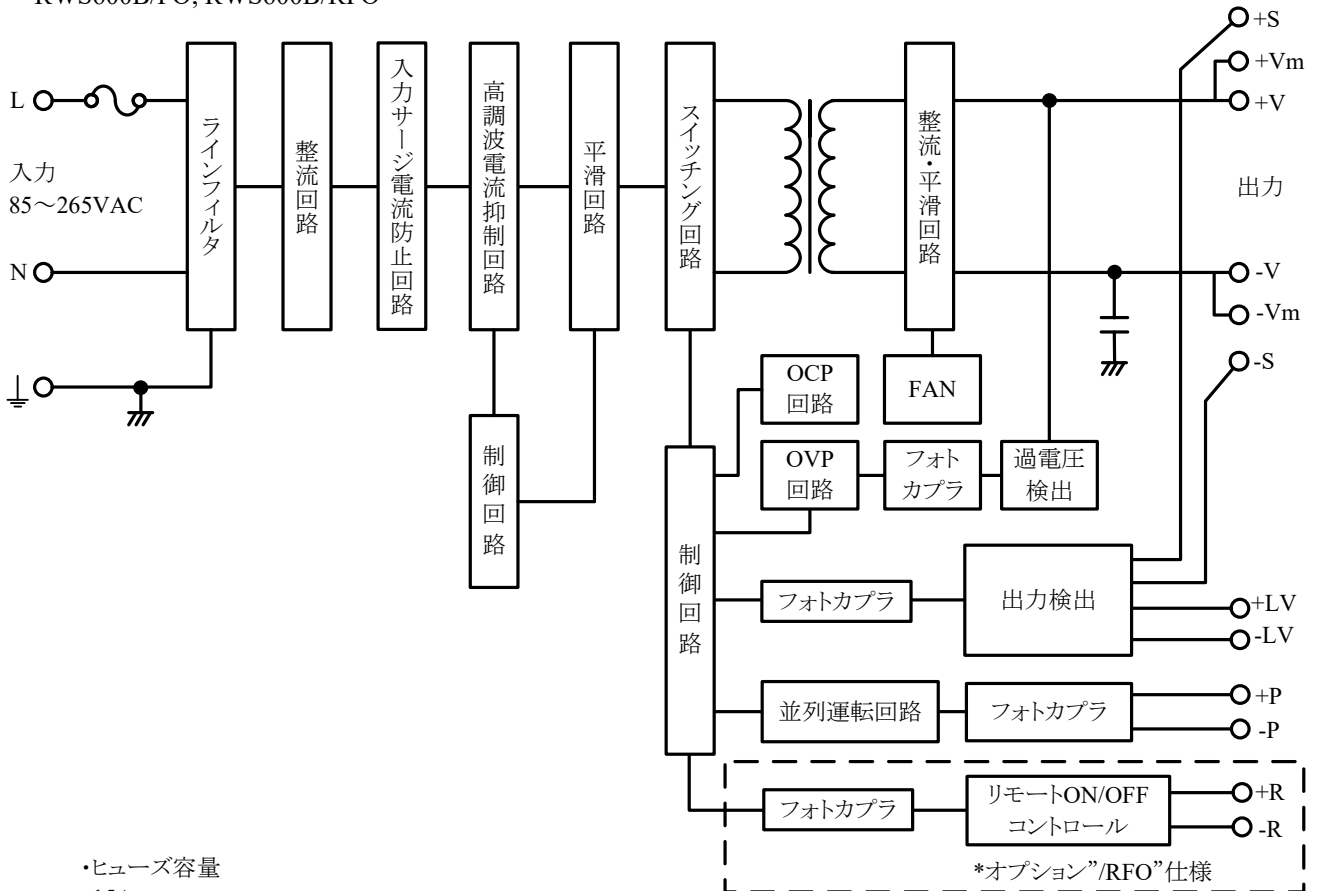 RWS600B/FO, RWS600B/RFO
L
入力
85～265VAC
N
ラインフィルタ
整流回路
入力サージ電流防止回路
高調波電流抑制回路
平滑回路
スイッチング回路
整流・平滑回路
+S
+Vm
+V
出力
-V
-Vm
-S
制御回路
制御回路
OCP
回路
FAN
OVP
回路
フォト
カプラ
過電圧
検出
フォトカプラ
出力検出
+LV
-LV
並列運転回路
フォトカプラ
+P
-P
フォトカプラ
リモートON/OFF
コントロール
+R
-R
*オプション”/RFO”仕様
・ヒューズ容量